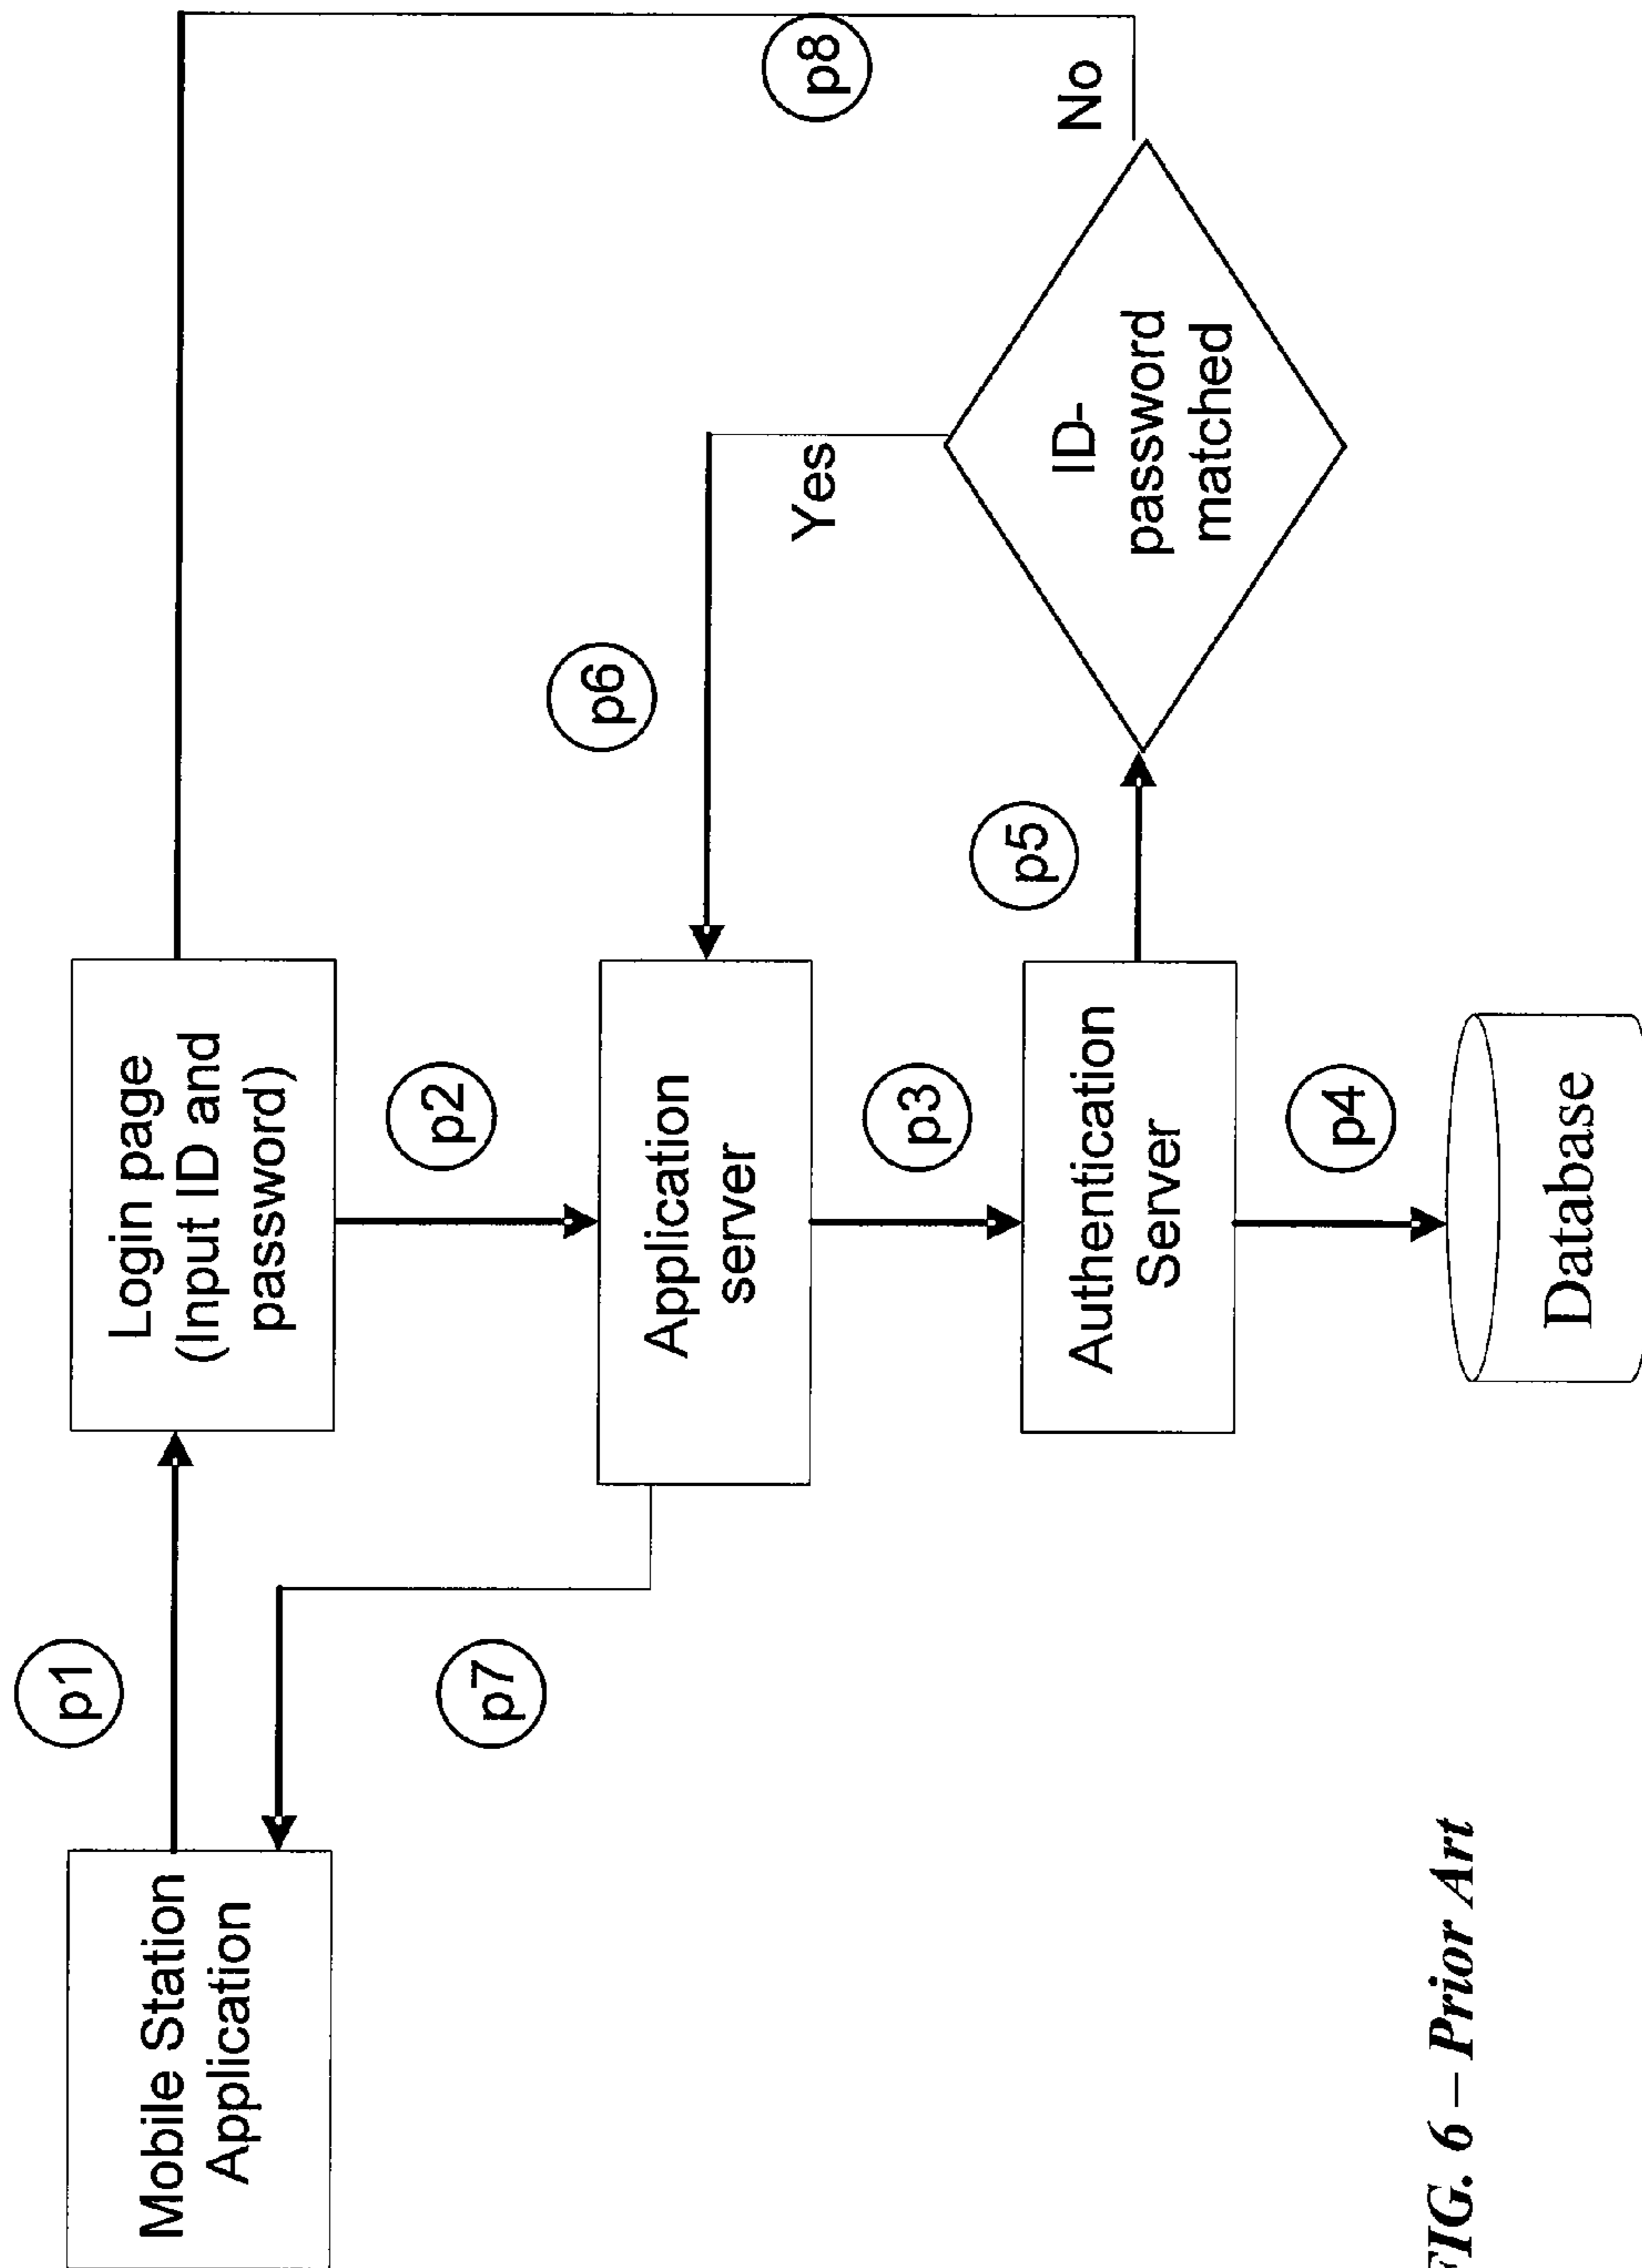 p1
Mobile Station
Application
Login page
(Input ID and
password)
p2
p7
p6
p8
Yes
No
Application
server
p3
p5
ID-
password
matched
Authentication
Server
p4
Database
FIG. 6 – Prior Art